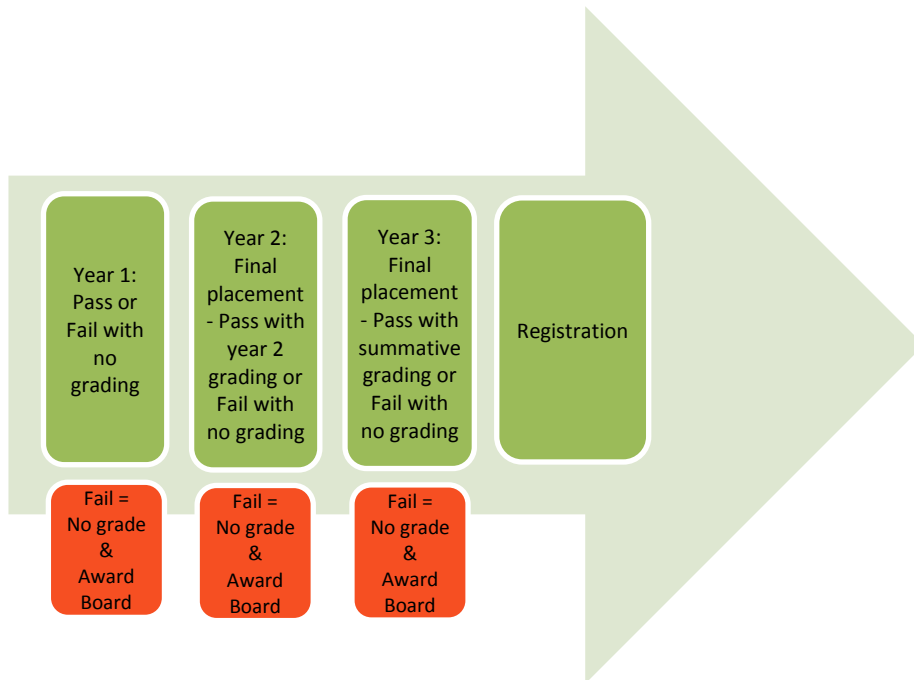 Year 1:
Pass or
Fail with
no
grading
Year 2:
Final
placement
- Pass with
year 2
grading or
Fail with
no grading
Year 3:
Final
placement
- Pass with
summative
grading or
Fail with
no grading
Registration
Fail =
No grade
&
Award
Board
Fail =
No grade
&
Award
Board
Fail =
No grade
&
Award
Board